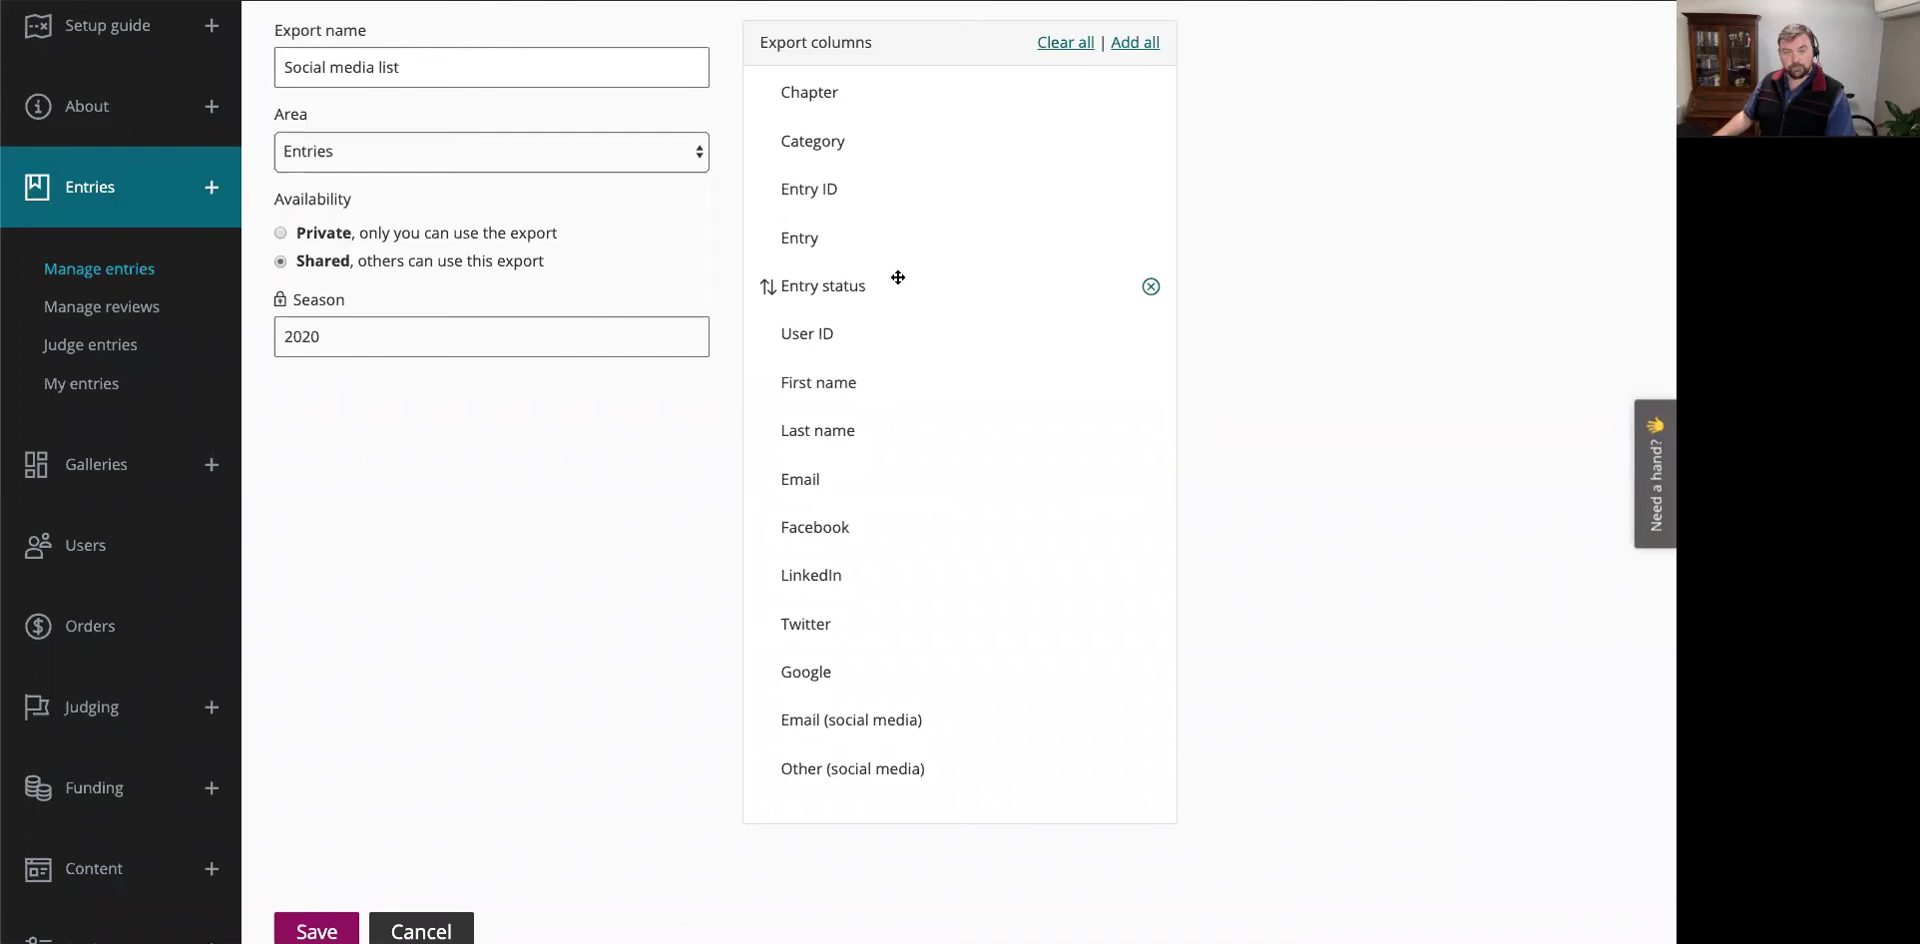 Setup guide
About
Entries
Manage entries
Manage reviews
Judge entries
My entries
Galleries
Users
Orders
Judging
Funding
Content
Export name
Social media list
Area
Entries
Availability
Private, only you can use the export
Shared, others can use this export
Season
2020
Save
Cancel
Export columns
Clear all | Add all
Chapter
Category
Entry ID
Entry
Entry status
User ID
First name
Last name
Email
Facebook
LinkedIn
Twitter
Google
Email (social media)
Other (social media)
Need a hand? 👋